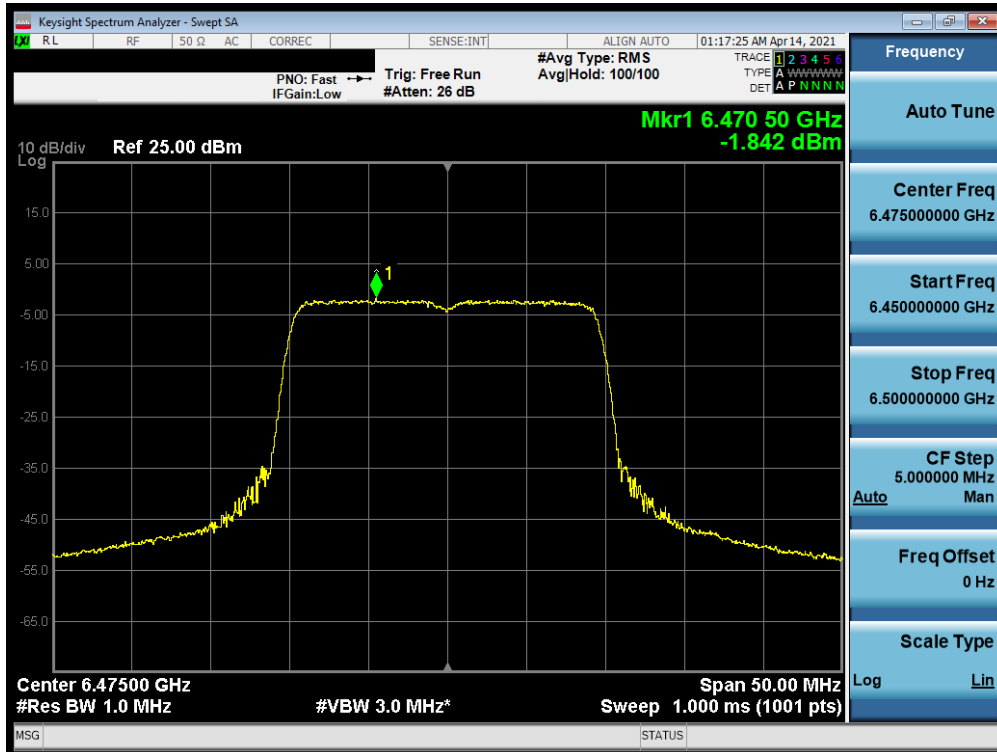 Keysight Spectrum Analyzer - Swept SA
LXI RL RF 50 Ω AC CORREC SENSE:INT ALIGN AUTO 01:17:25 AM Apr 14, 2021
PNO: Fast
IFGain:Low
Trig: Free Run
#Atten: 26 dB
#Avg Type: RMS
Avg|Hold: 100/100
TRACE 1 2 3 4 5 6
TYPE A WWWWW
DET A P N N N N
Mkr1 6.470 50 GHz
-1.842 dBm
10 dB/div Ref 25.00 dBm
Log
15.0
5.00
-5.00
-15.0
-25.0
-35.0
-45.0
-55.0
-65.0
1
Center 6.47500 GHz Span 50.00 MHz
#Res BW 1.0 MHz #VBW 3.0 MHz* Sweep 1.000 ms (1001 pts)
MSG STATUS
Frequency
Auto Tune
Center Freq
6.475000000 GHz
Start Freq
6.450000000 GHz
Stop Freq
6.500000000 GHz
CF Step
5.000000 MHz
Auto Man
Freq Offset
0 Hz
Scale Type
Log Lin